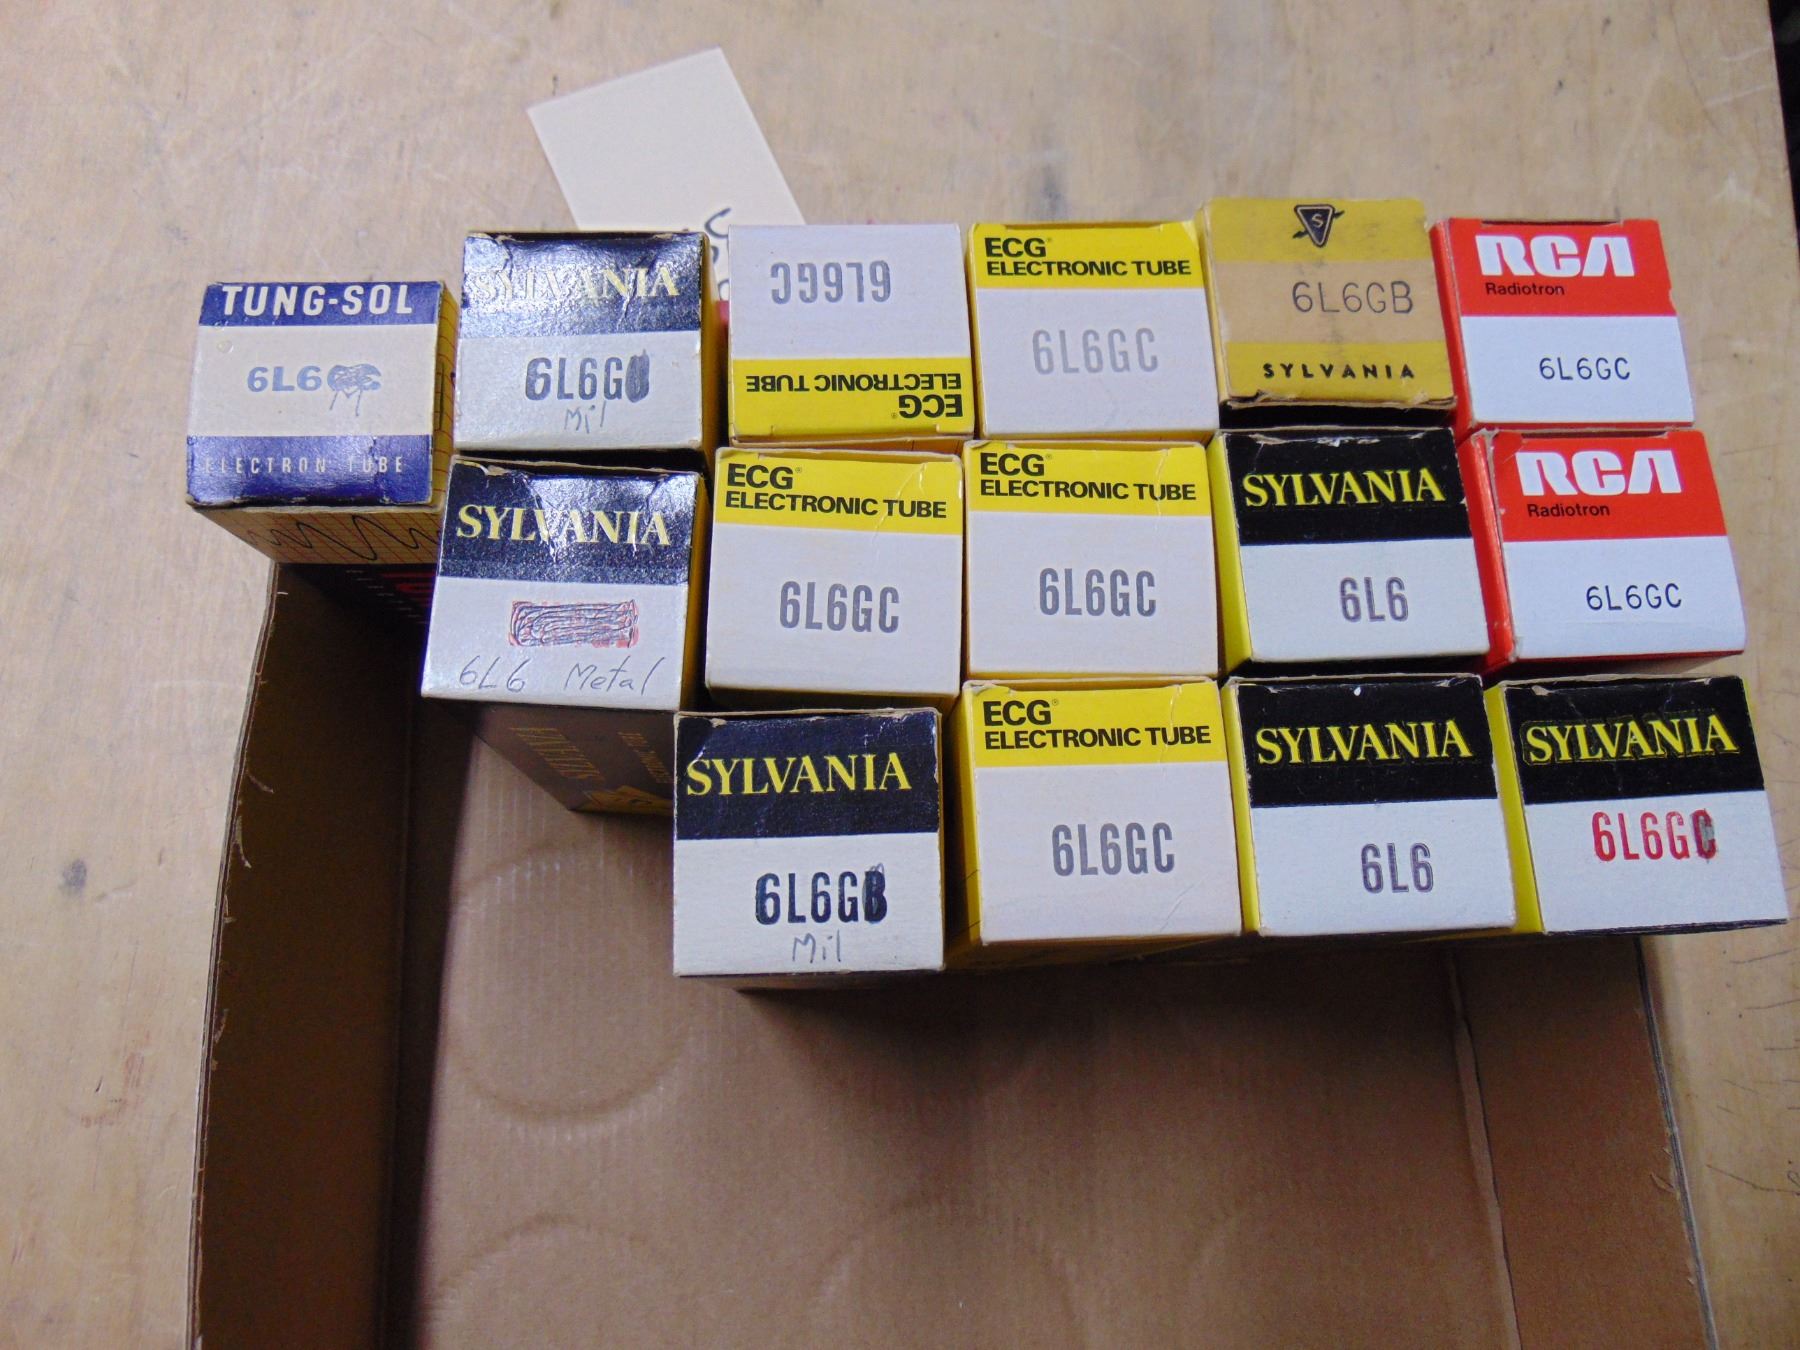 TUNG-SOL
6L6
M
ELECTRON TUBE
SYLVANIA
6L6G
Mil
6L6GC
ECG®
ELECTRONIC TUBE
ECG®
ELECTRONIC TUBE
6L6GC
S
6L6GB
SYLVANIA
RCA
Radiotron
6L6GC
SYLVANIA
6L6 Metal
ECG®
ELECTRONIC TUBE
6L6GC
ECG®
ELECTRONIC TUBE
6L6GC
SYLVANIA
6L6
RCA
Radiotron
6L6GC
SYLVANIA
6L6GB
Mil
ECG®
ELECTRONIC TUBE
6L6GC
SYLVANIA
6L6
SYLVANIA
6L6GC